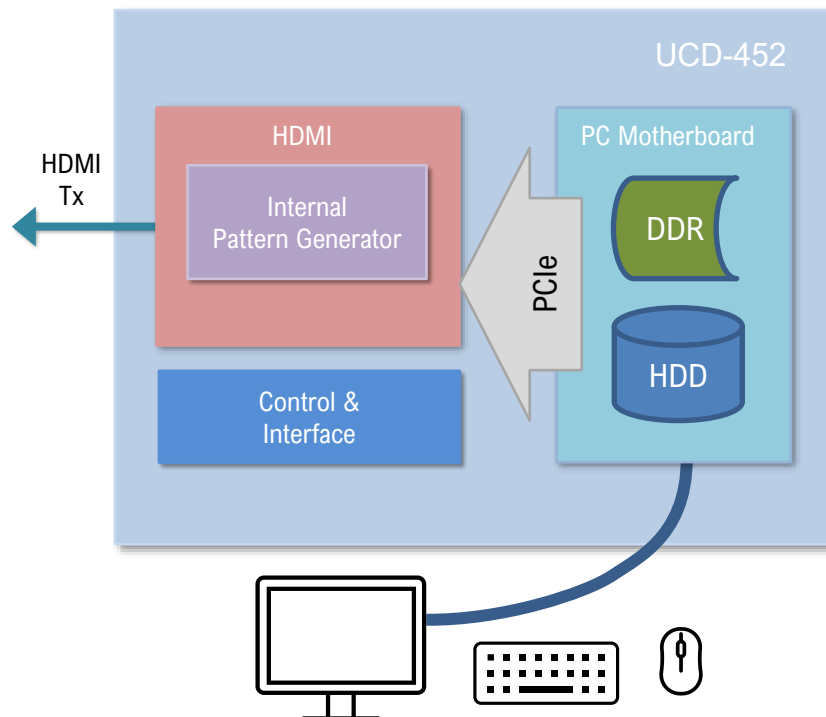 UCD-452
HDMI
Tx
HDMI
Internal
Pattern Generator
Control &
Interface
PCIe
PC Motherboard
DDR
HDD